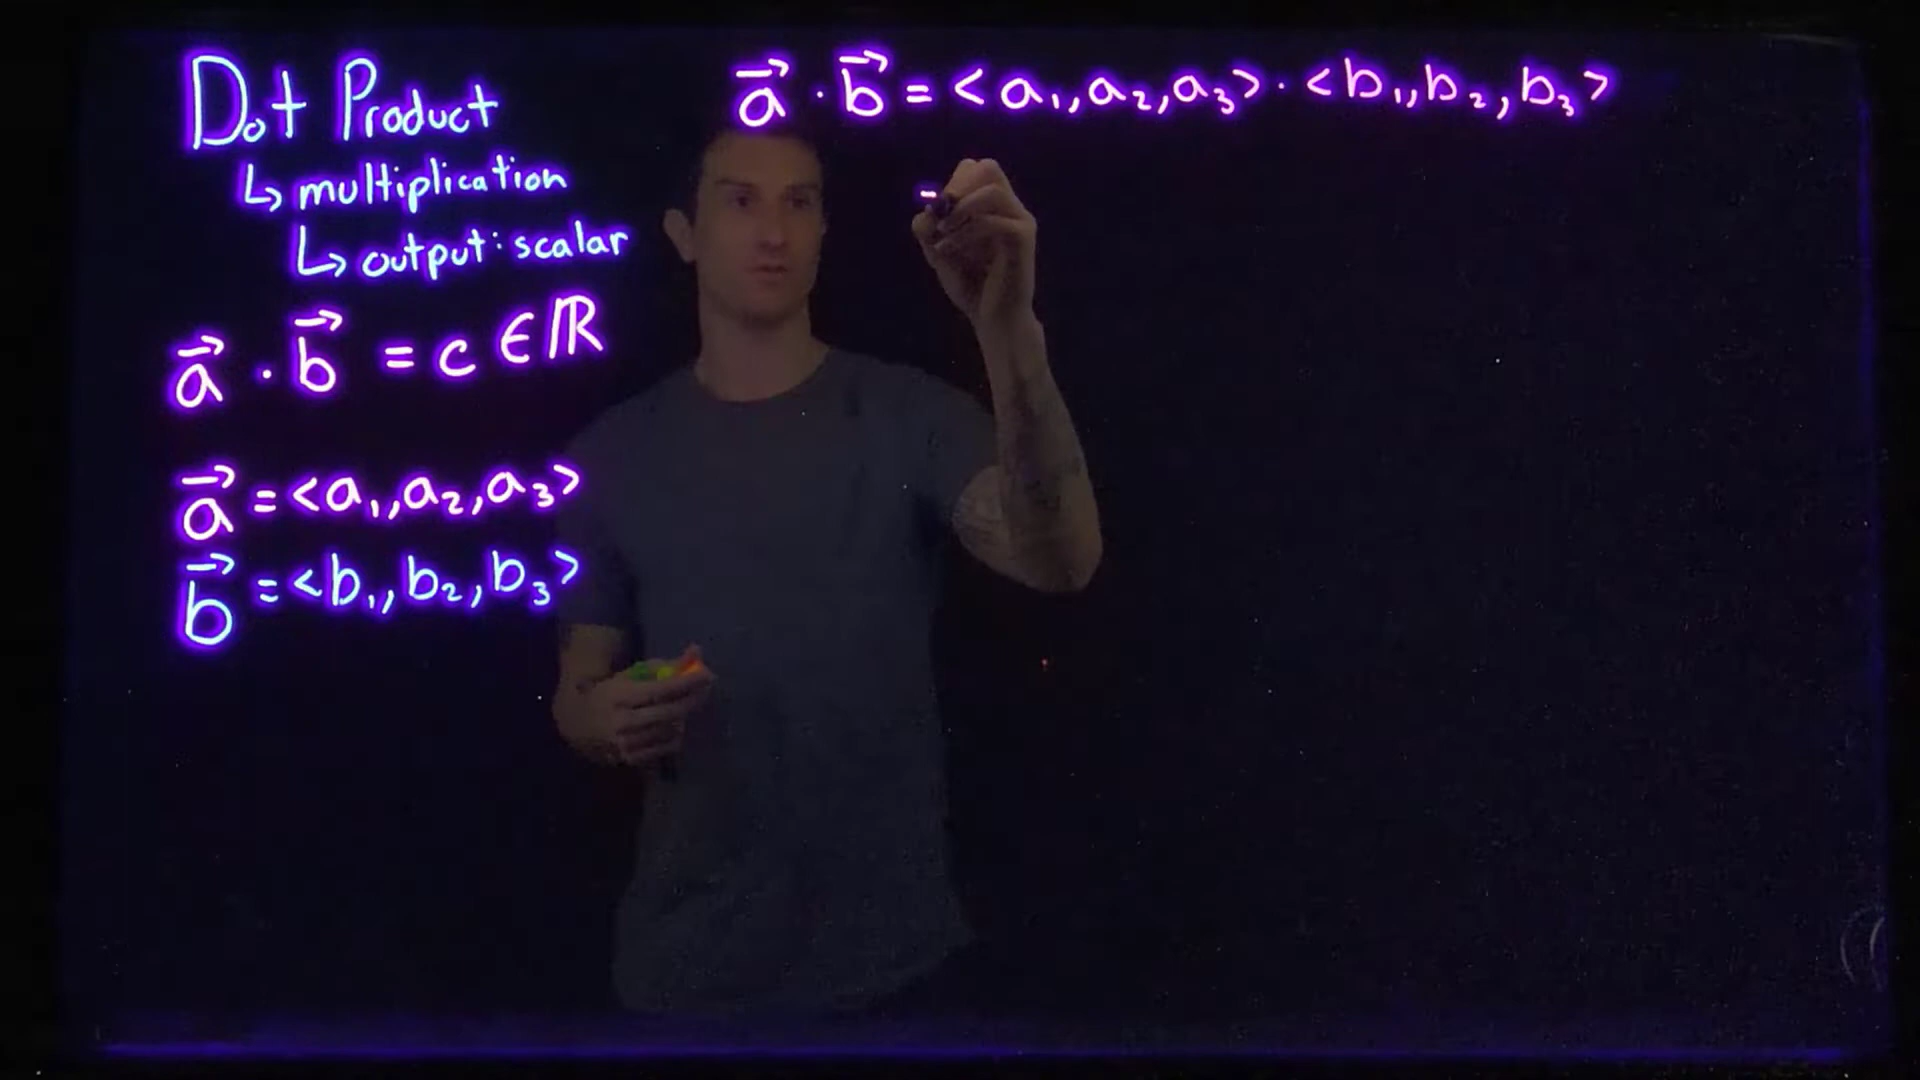 Dot Product
↳ multiplication
↳ output: scalar
a⃗ · b⃗ = c ∈ ℝ
a⃗ = <a₁, a₂, a₃>
b⃗ = <b₁, b₂, b₃>
a⃗ · b⃗ = <a₁, a₂, a₃> · <b₁, b₂, b₃>